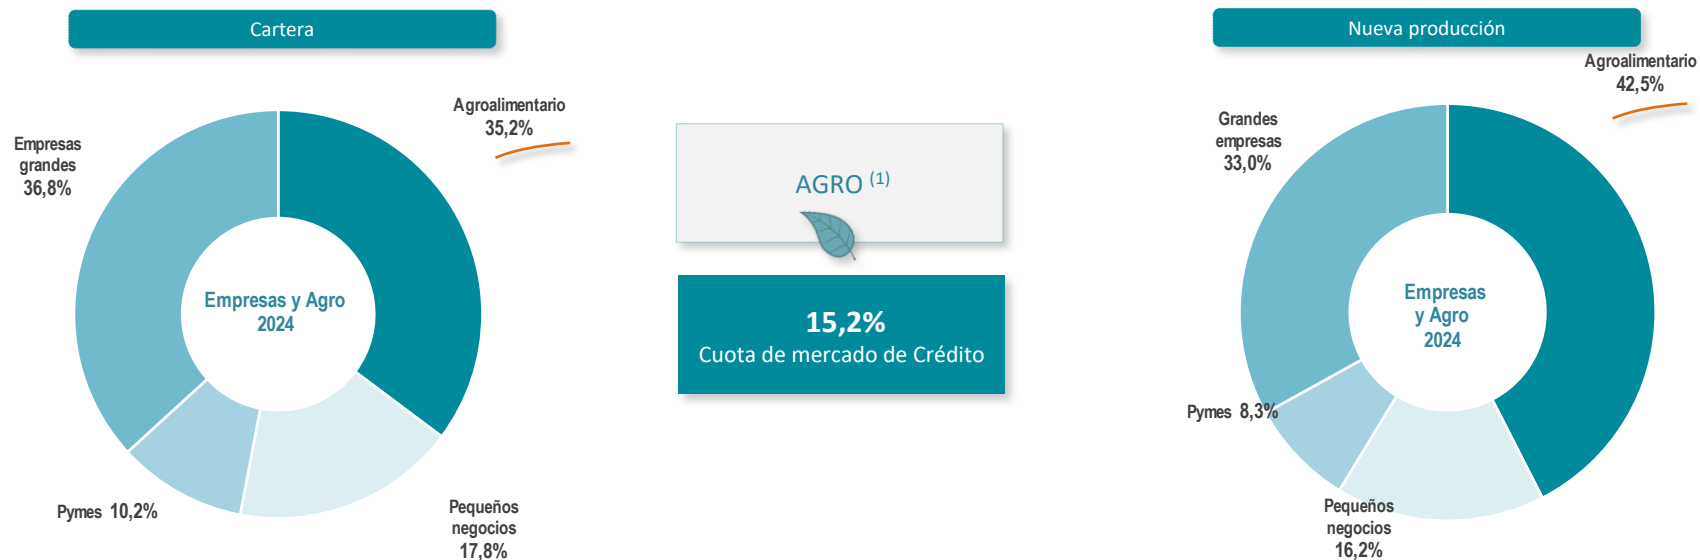 Cartera
Agroalimentario
35,2%
Empresas
grandes
36,8%
Empresas y Agro
2024
Pymes 10,2%
Pequeños
negocios
17,8%
AGRO (1)
15,2%
Cuota de mercado de Crédito
Nueva producción
Agroalimentario
42,5%
Grandes
empresas
33,0%
Empresas
y Agro
2024
Pymes 8,3%
Pequeños
negocios
16,2%